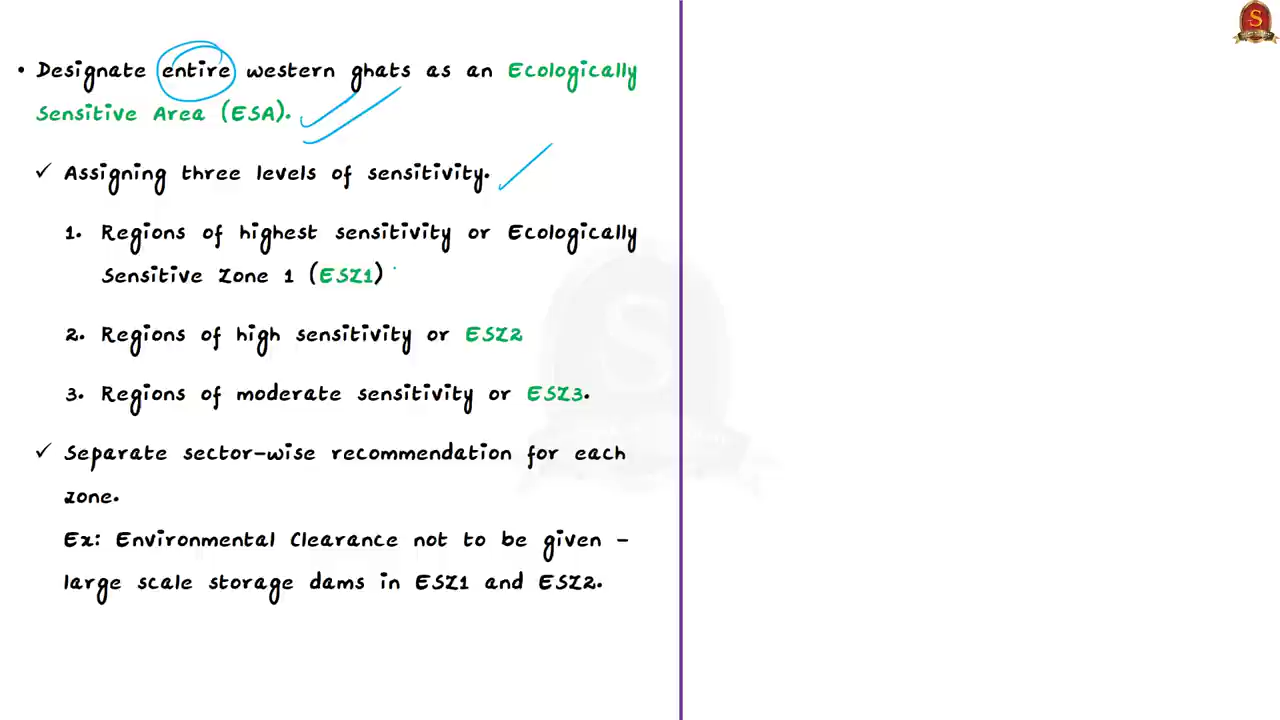 • Designate entire western ghats as an Ecologically
Sensitive Area (ESA).
✓ Assigning three levels of sensitivity.
1. Regions of highest sensitivity or Ecologically
Sensitive Zone 1 (ESZ1)
2. Regions of high sensitivity or ESZ2
3. Regions of moderate sensitivity or ESZ3.
✓ Separate sector-wise recommendation for each
zone.
Ex: Environmental Clearance not to be given -
large scale storage dams in ESZ1 and ESZ2.
S